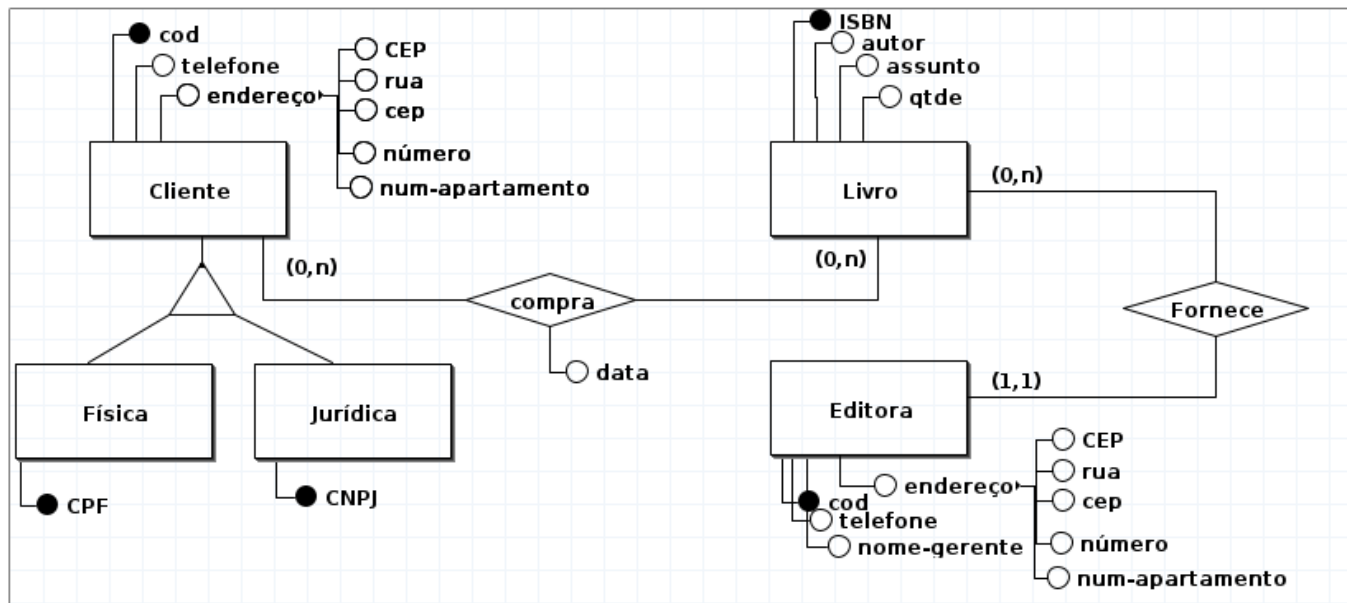 cod
telefone
endereço
CEP
rua
cep
número
num-apartamento
Cliente
ISBN
autor
assunto
qtde
Livro
(0,n)
(0,n)
(0,n)
compra
data
Fornece
Física
CPF
Jurídica
CNPJ
(1,1)
Editora
endereço
cod
telefone
nome-gerente
CEP
rua
cep
número
num-apartamento